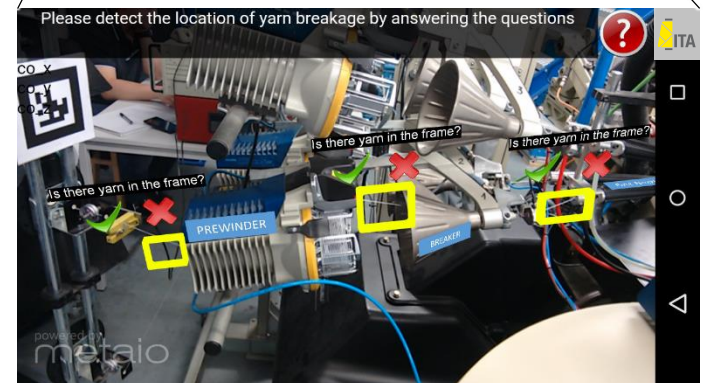 Please detect the location of yarn breakage by answering the questions
?
ITA
CO_X
CO_y
CO_z
Is there yarn in the frame?
Is there yarn in the frame?
Is there yarn in the frame?
PREWINDER
BREAKER
powered by
metaio